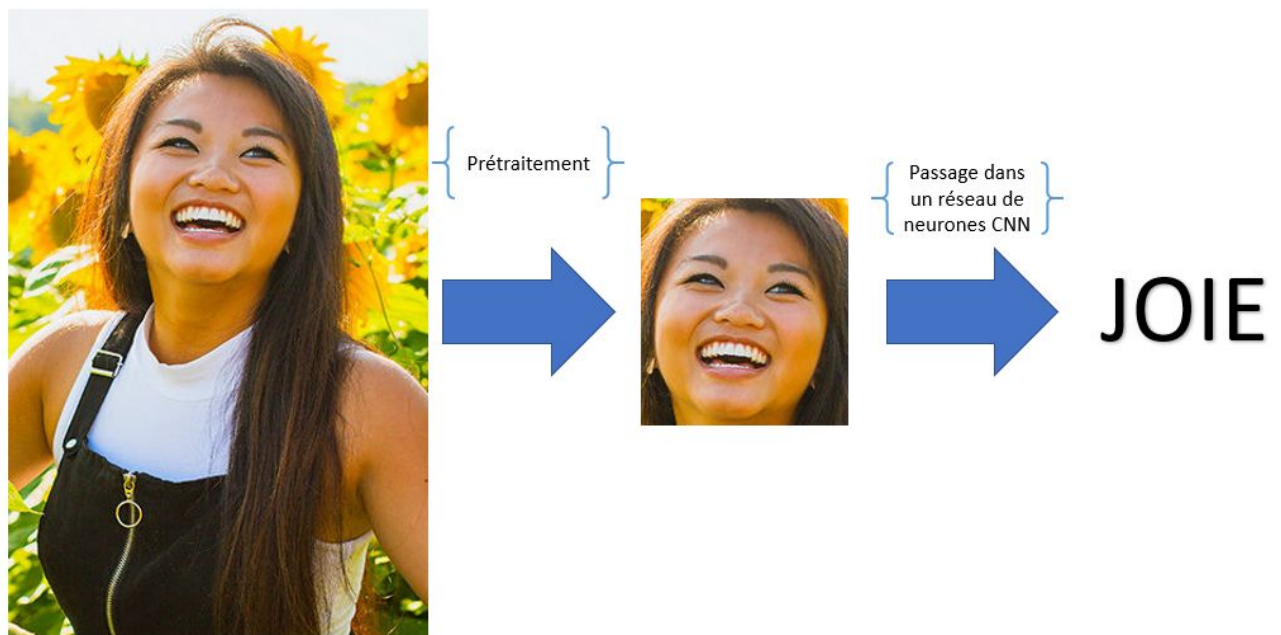 Prétraitement
Passage dans
un réseau de
neurones CNN
JOIE